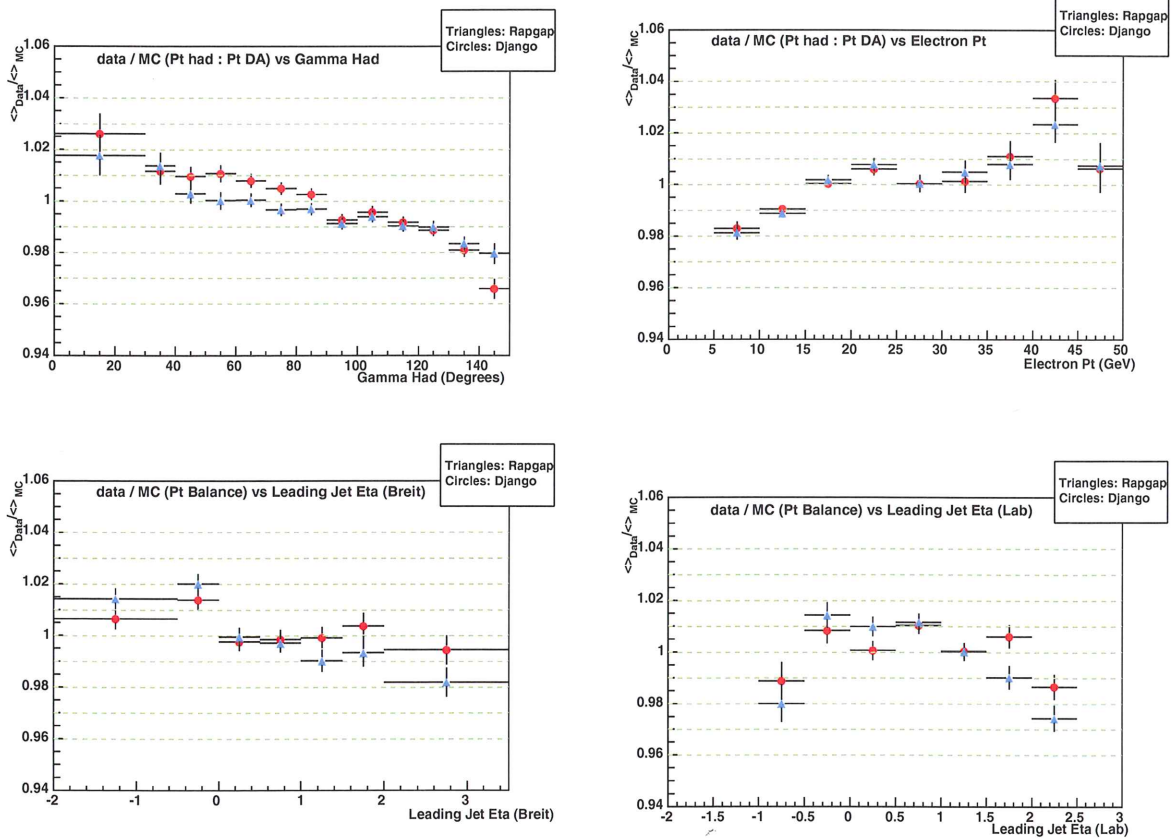 Triangles: Rapgap
Circles: Django
<>Data/<>MC
data / MC (Pt had : Pt DA) vs Gamma Had
1.06
1.04
1.02
1
0.98
0.96
0.94
0 20 40 60 80 100 120 140
Gamma Had (Degrees)
Triangles: Rapgap
Circles: Django
<>Data/<>MC
data / MC (Pt had : Pt DA) vs Electron Pt
1.06
1.04
1.02
1
0.98
0.96
0.94
0 5 10 15 20 25 30 35 40 45 50
Electron Pt (GeV)
Triangles: Rapgap
Circles: Django
<>Data/<>MC
data / MC (Pt Balance) vs Leading Jet Eta (Breit)
1.06
1.04
1.02
1
0.98
0.96
0.94
-2 -1 0 1 2 3
Leading Jet Eta (Breit)
Triangles: Rapgap
Circles: Django
<>Data/<>MC
data / MC (Pt Balance) vs Leading Jet Eta (Lab)
1.06
1.04
1.02
1
0.98
0.96
0.94
-2 -1.5 -1 -0.5 0 0.5 1 1.5 2 2.5 3
Leading Jet Eta (Lab)